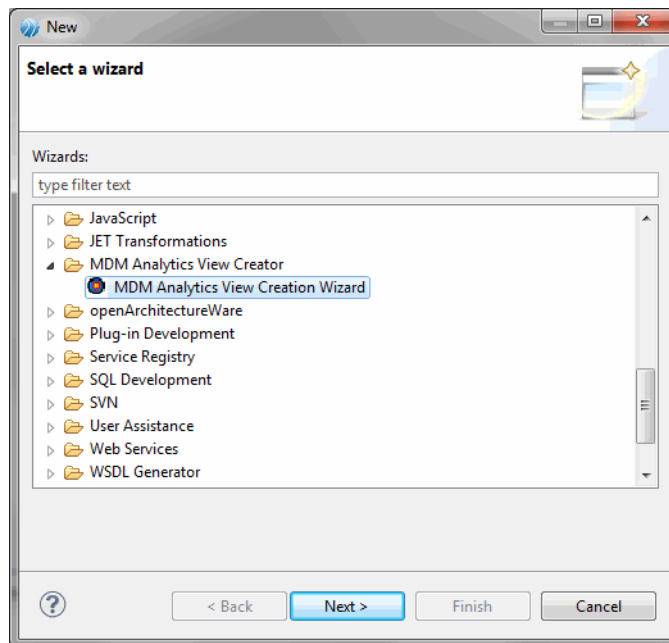 New
Select a wizard
Wizards:
type filter text
JavaScript
JET Transformations
MDM Analytics View Creator
MDM Analytics View Creation Wizard
openArchitectureWare
Plug-in Development
Service Registry
SQL Development
SVN
User Assistance
Web Services
WSDL Generator
? < Back Next > Finish Cancel